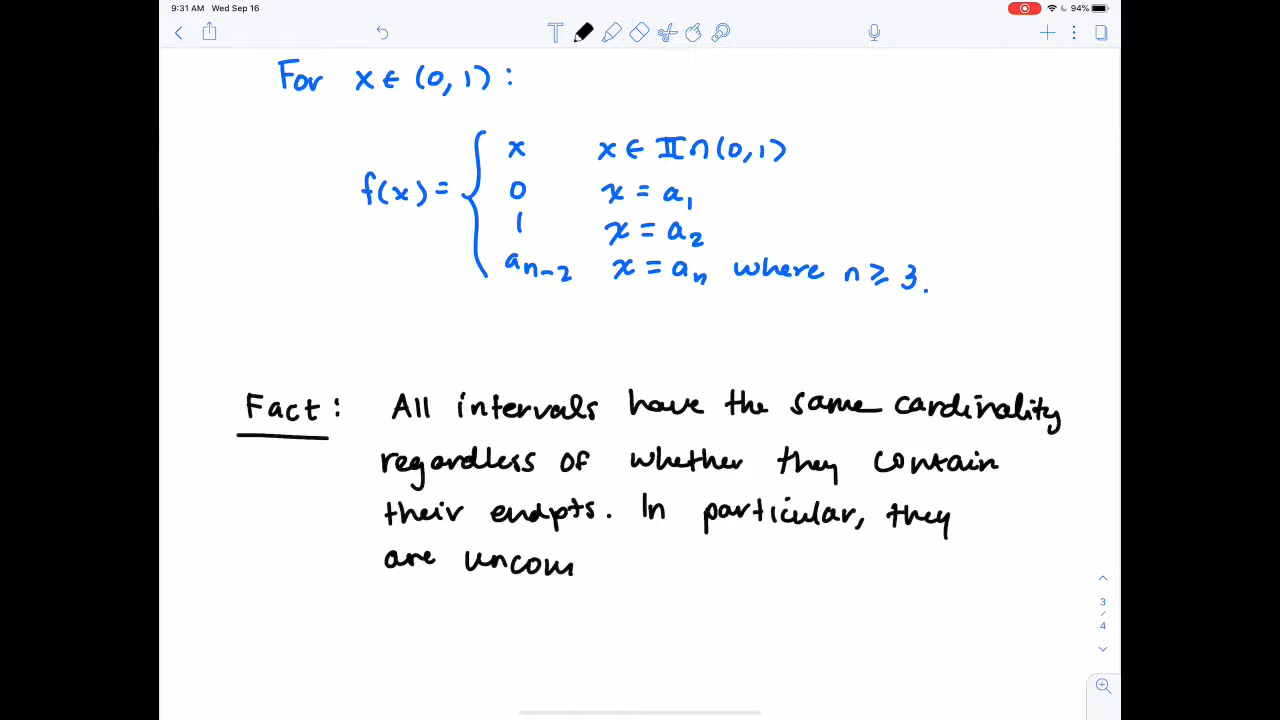 9:31 AM Wed Sep 16
94%
For x ∈ (0, 1) :
f(x) = { x x ∈ 𝕀 ∩ (0, 1)
0 x = a₁
1 x = a₂
aₙ₋₂ x = aₙ where n ≥ 3.
Fact : All intervals have the same cardinality
regardless of whether they contain
their endpts. In particular, they
are uncoun
3
/
4